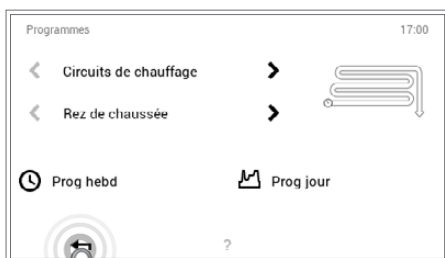 Programmes 17:00
Circuits de chauffage
Rez de chaussée
Prog hebd Prog jour
?